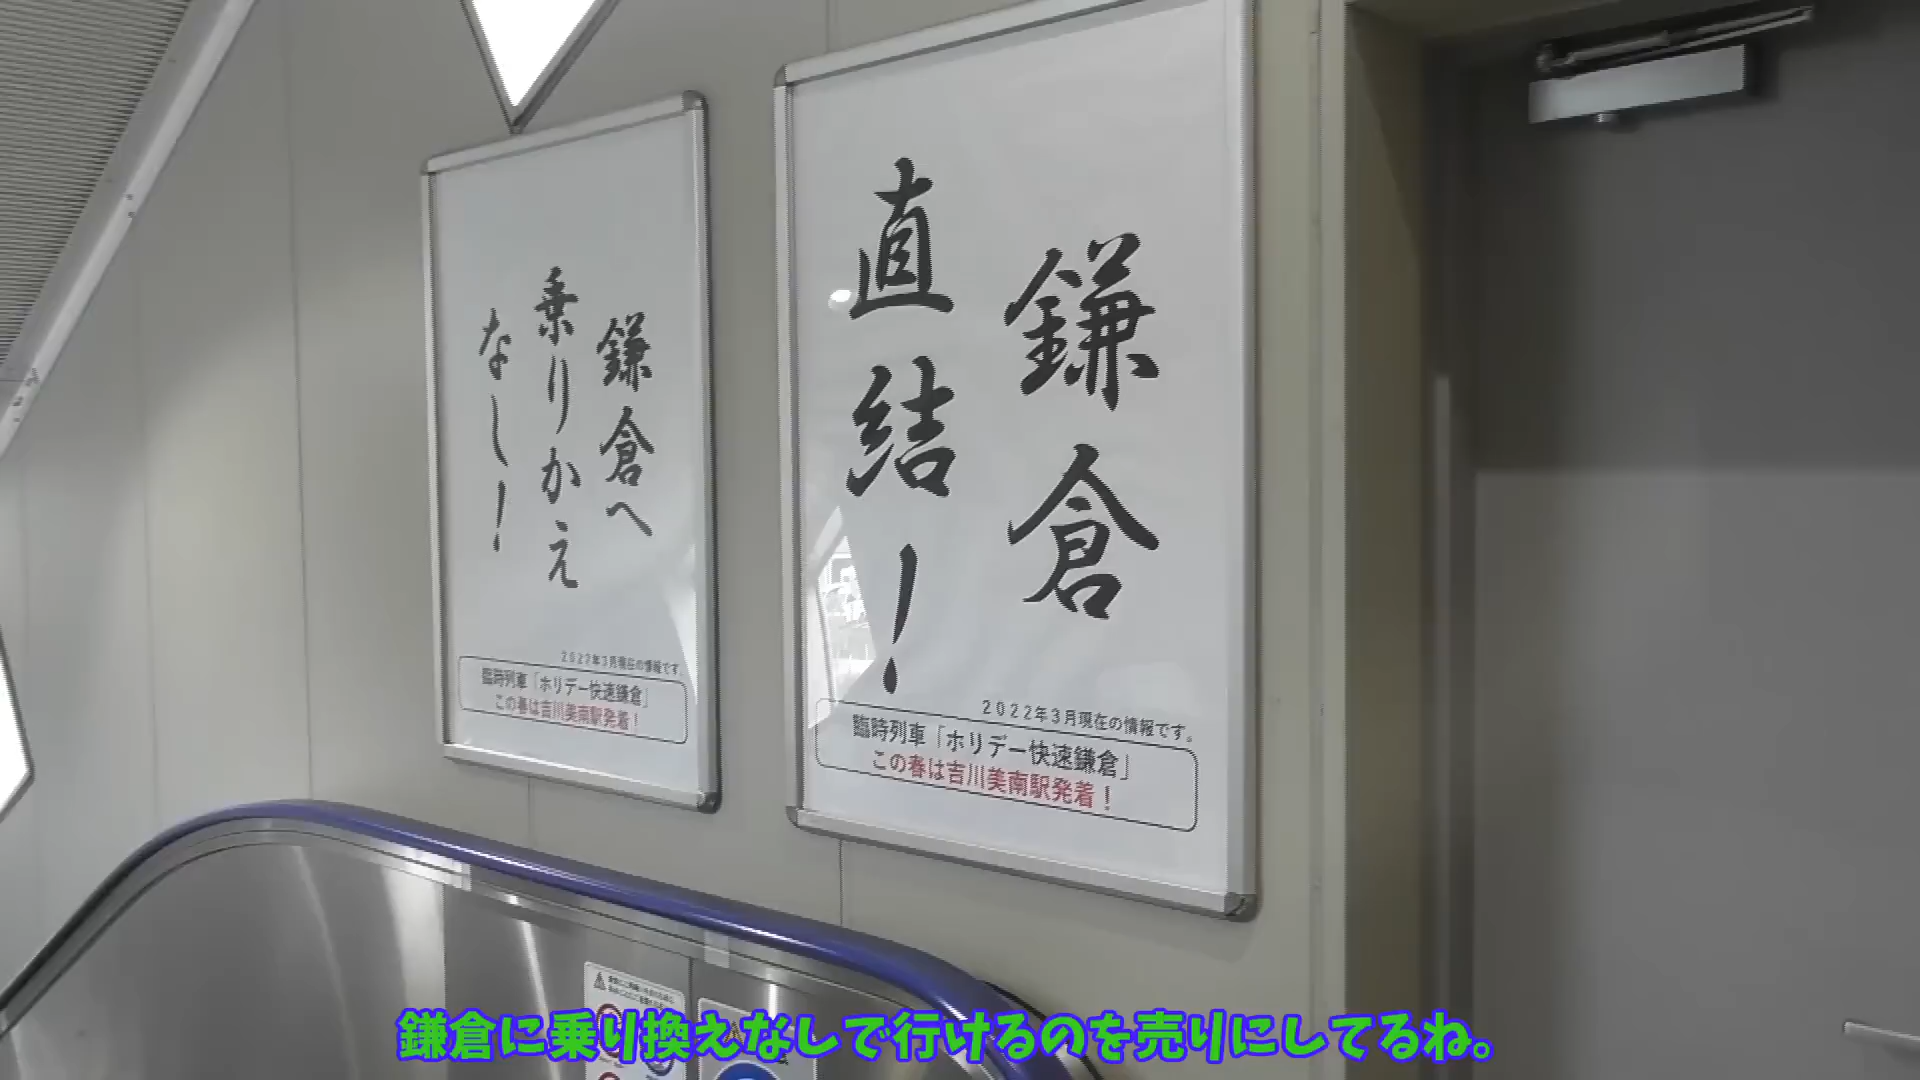 鎌倉へ
乗りかえ
なし!
2022年3月現在の情報です。
臨時列車「ホリデー快速鎌倉」
この春は吉川美南駅発着!
鎌倉
直結!
2022年3月現在の情報です。
臨時列車「ホリデー快速鎌倉」
この春は吉川美南駅発着!
鎌倉に乗り換えなしで行けるのを売りにしてるね。